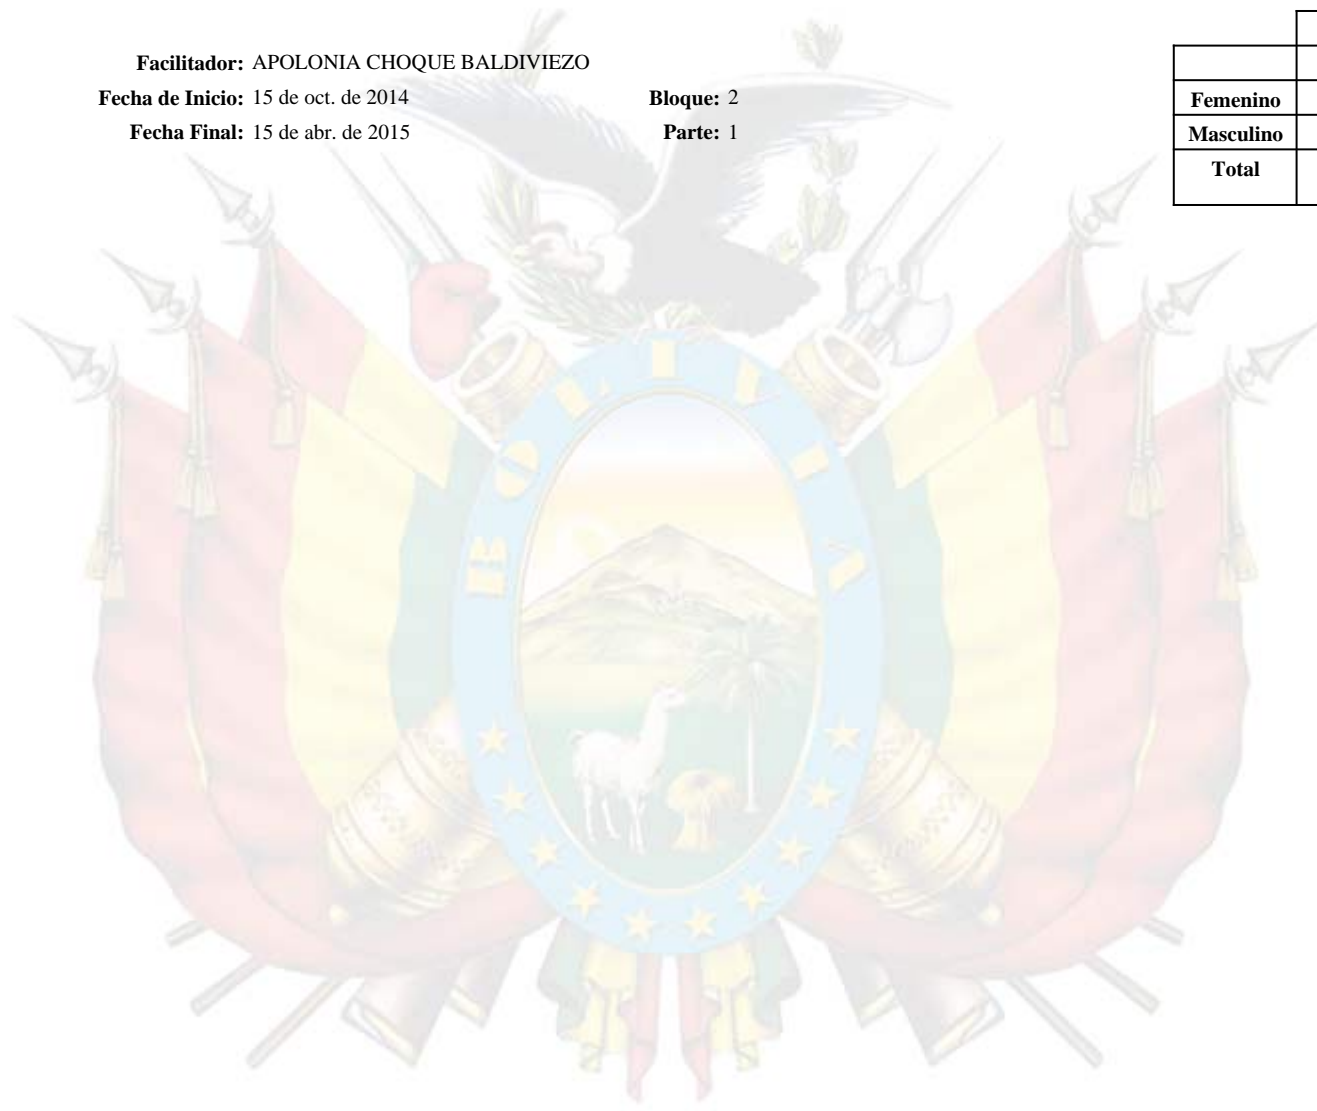 Facilitador: APOLONIA CHOQUE BALDIVIEZO
Fecha de Inicio: 15 de oct. de 2014 Bloque: 2
Fecha Final: 15 de abr. de 2015 Parte: 1
Femenino
Masculino
Total
BOLIVIA